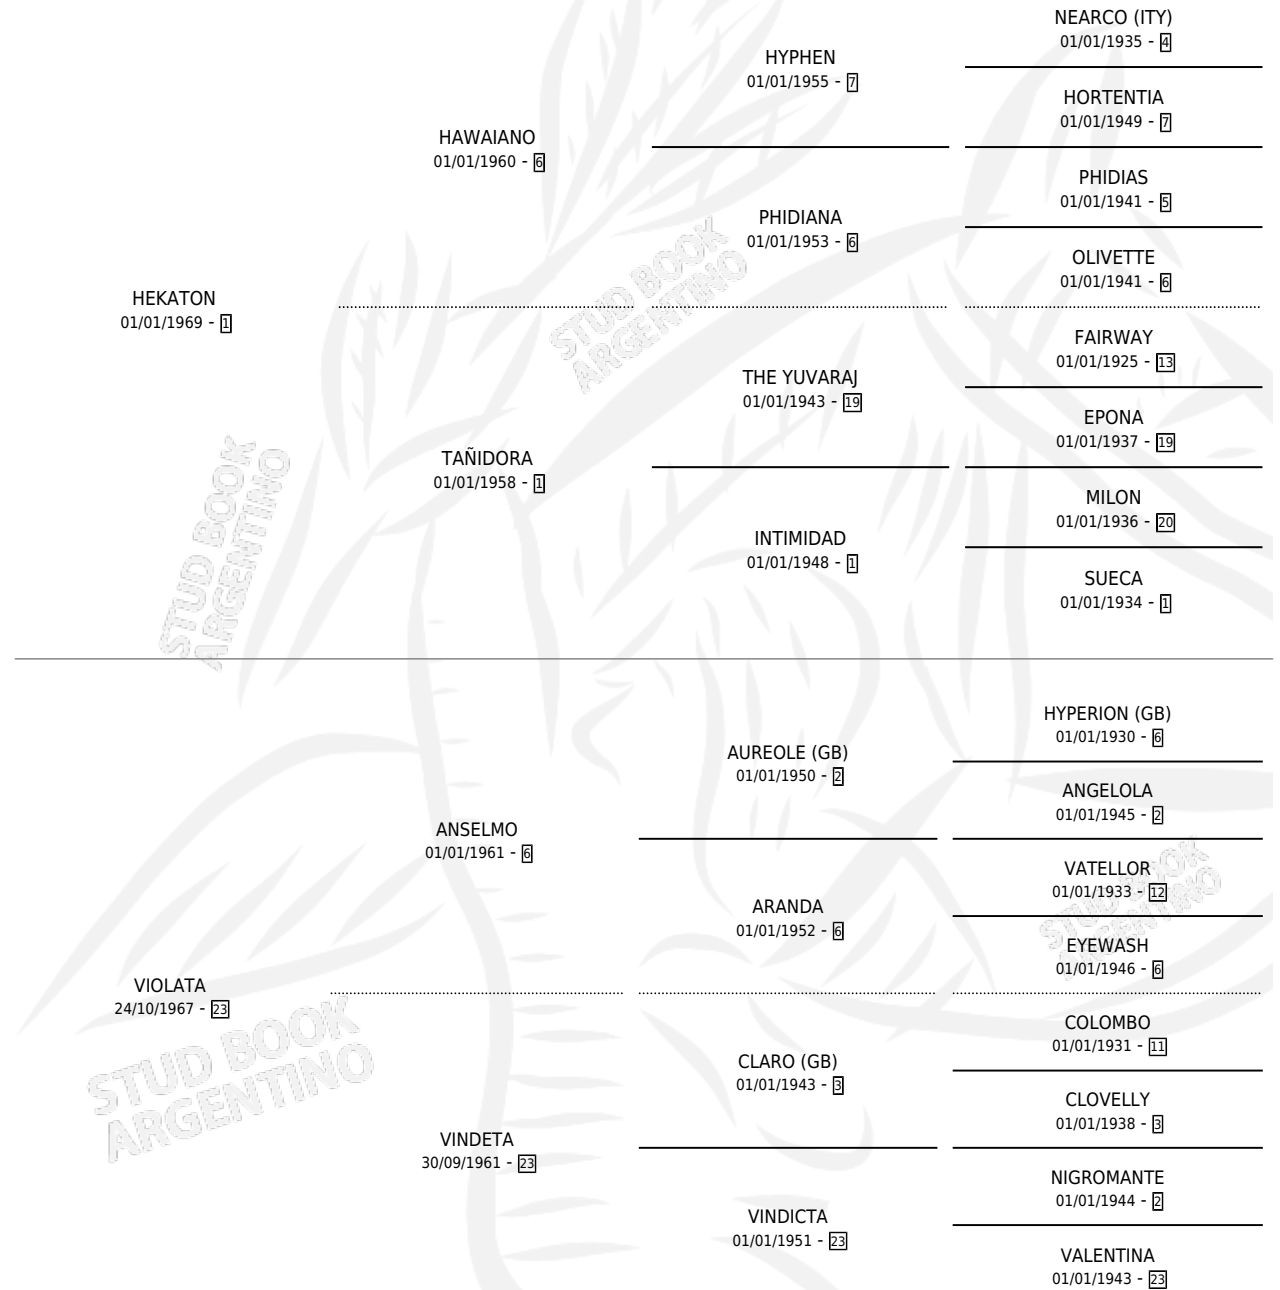 NEARCO (ITY)
01/01/1935 - 4
HYPHEN
01/01/1955 - 7
HORTENTIA
01/01/1949 - 7
HAWAIANO
01/01/1960 - 6
PHIDIAS
01/01/1941 - 5
PHIDIANA
01/01/1953 - 6
OLIVETTE
01/01/1941 - 6
HEKATON
01/01/1969 - 1
FAIRWAY
01/01/1925 - 13
THE YUVARAJ
01/01/1943 - 19
EPONA
01/01/1937 - 19
TAÑIDORA
01/01/1958 - 1
MILON
01/01/1936 - 20
INTIMIDAD
01/01/1948 - 1
SUECA
01/01/1934 - 1
HYPERION (GB)
01/01/1930 - 6
AUREOLE (GB)
01/01/1950 - 2
ANGELOLA
01/01/1945 - 2
ANSELMO
01/01/1961 - 6
VATELLOR
01/01/1933 - 12
ARANDA
01/01/1952 - 6
EYEWASH
01/01/1946 - 6
VIOLATA
24/10/1967 - 23
COLOMBO
01/01/1931 - 11
CLARO (GB)
01/01/1943 - 3
CLOVELLY
01/01/1938 - 3
VINDETA
30/09/1961 - 23
NIGROMANTE
01/01/1944 - 2
VINDICTA
01/01/1951 - 23
VALENTINA
01/01/1943 - 23
STUD BOOK
ARGENTINO
STUD BOOK
ARGENTINO
STUD BOOK
ARGENTINO
STUD BOOK
ARGENTINO